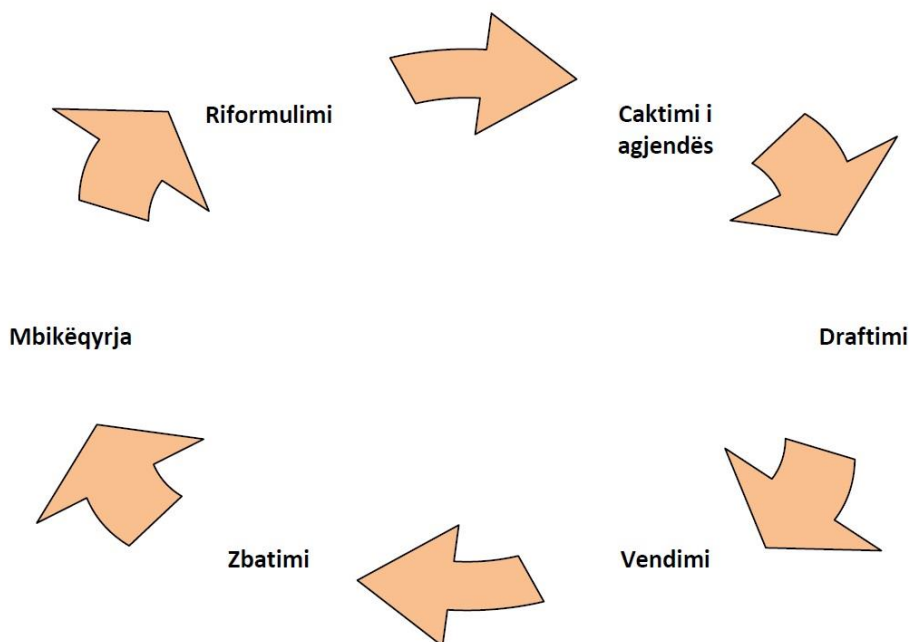 Riformulimi
Caktimi i
agjendës
Mbikëqyrja
Draftimi
Zbatimi
Vendimi